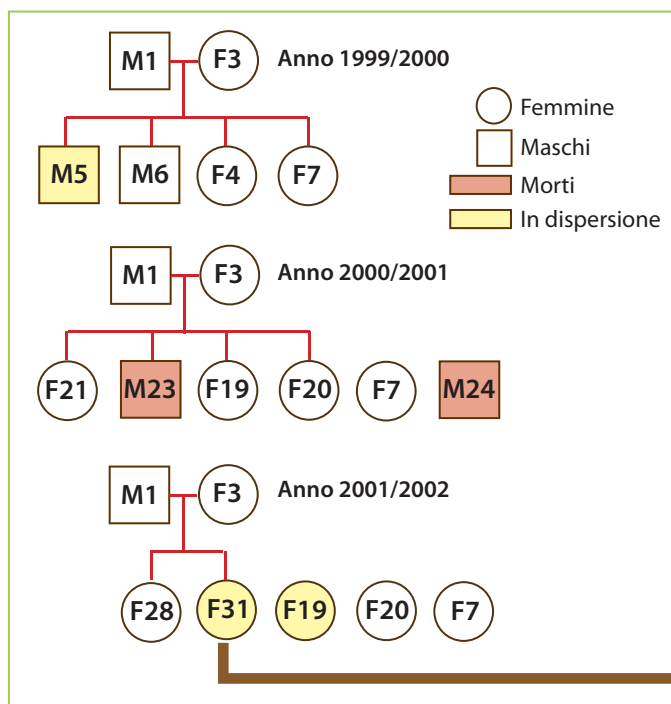 M1 F3 Anno 1999/2000
Femmine
Maschi
Morti
In dispersione
M5 M6 F4 F7
M1 F3 Anno 2000/2001
F21 M23 F19 F20 F7 M24
M1 F3 Anno 2001/2002
F28 F31 F19 F20 F7